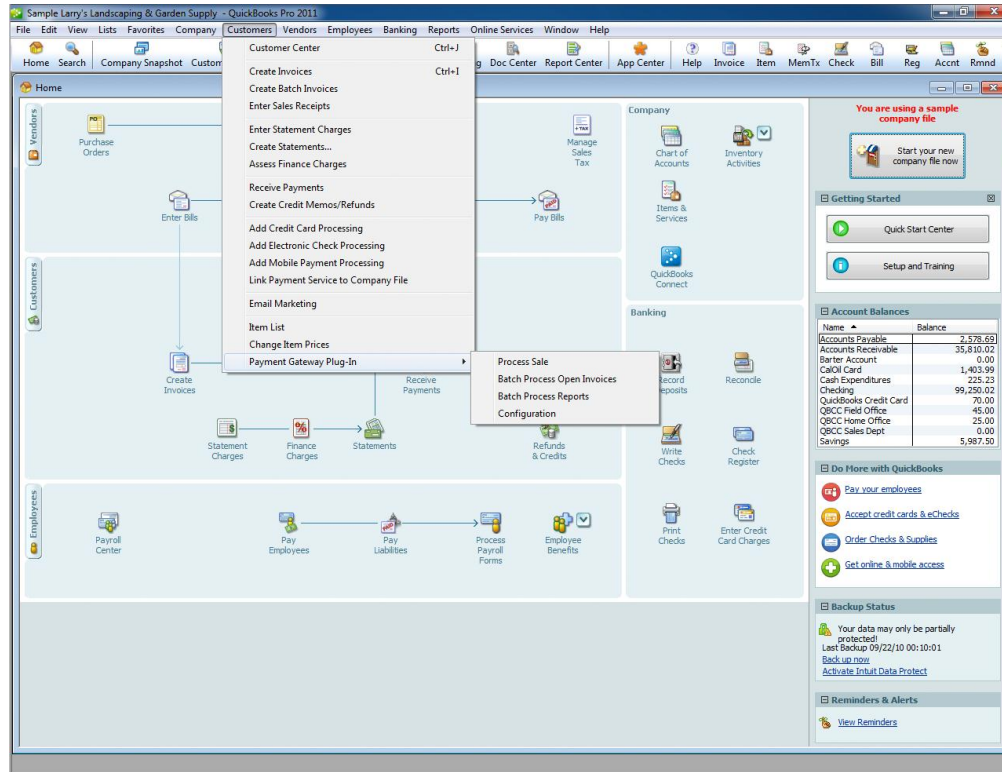 Sample Larry's Landscaping & Garden Supply - QuickBooks Pro 2011
File Edit View Lists Favorites Company Customers Vendors Employees Banking Reports Online Services Window Help
Home Search Company Snapshot Custom g Doc Center Report Center App Center Help Invoice Item MemTx Check Bill Reg Accnt Rmnd
Home
Customer Center Ctrl+J
Create Invoices Ctrl+I
Create Batch Invoices
Enter Sales Receipts
Enter Statement Charges
Create Statements...
Assess Finance Charges
Receive Payments
Create Credit Memos/Refunds
Add Credit Card Processing
Add Electronic Check Processing
Add Mobile Payment Processing
Link Payment Service to Company File
Email Marketing
Item List
Change Item Prices
Payment Gateway Plug-In
Process Sale
Batch Process Open Invoices
Batch Process Reports
Configuration
Vendors
PO
Purchase
Orders
+ TAX
Manage
Sales
Tax
Enter Bills
Pay Bills
Customers
Create
Invoices
Receive
Payments
Statement
Charges
Finance
Charges
Statements
Refunds
& Credits
Employees
Payroll
Center
Pay
Employees
Pay
Liabilities
Process
Payroll
Forms
Employee
Benefits
Company
Chart of
Accounts
Inventory
Activities
Items &
Services
QuickBooks
Connect
Banking
Record
Deposits
Reconcile
Write
Checks
Check
Register
Print
Checks
Enter Credit
Card Charges
You are using a sample
company file
Start your new
company file now
Getting Started
Quick Start Center
Setup and Training
Account Balances
Name Balance
Accounts Payable 2,578.69
Accounts Receivable 35,810.02
Barter Account 0.00
CalOil Card 1,403.99
Cash Expenditures 225.23
Checking 99,250.02
QuickBooks Credit Card 70.00
QBCC Field Office 45.00
QBCC Home Office 25.00
QBCC Sales Dept 0.00
Savings 5,987.50
Do More with QuickBooks
Pay your employees
Accept credit cards & eChecks
Order Checks & Supplies
Get online & mobile access
Backup Status
Your data may only be partially
protected!
Last Backup 09/22/10 00:10:01
Back up now
Activate Intuit Data Protect
Reminders & Alerts
View Reminders